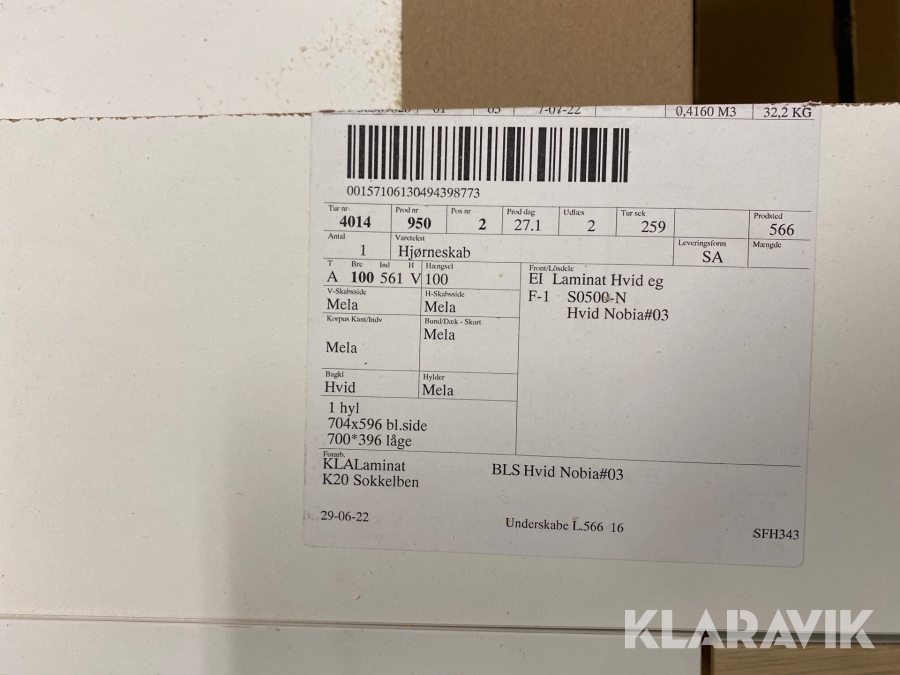 01 03 7-07-22 0,4160 M3 32,2 KG
00157106130494398773
Tur nr Prod nr Pos nr Prod dag Udlæs Tur sek Prodsted
4014 950 2 27.1 2 259 566
Antal Varetekst Leveringsform Mængde
1 Hjørneskab SA
T Bre Ind H Hængsel Front/Lösdele
A 100 561 V 100 EI Laminat Hvid eg
V-Skabsside H-Skabsside F-1 S0500-N
Mela Mela Hvid Nobia#03
Korpus Kant/Indv Bund/Dæk - Skurt
Mela
Mela
Bagkl Hylder
Hvid Mela
1 hyl
704x596 bl.side
700*396 låge
Forarb.
KLALaminat BLS Hvid Nobia#03
K20 Sokkelben
29-06-22 Underskabe L.566 16 SFH343
KLARAVIK